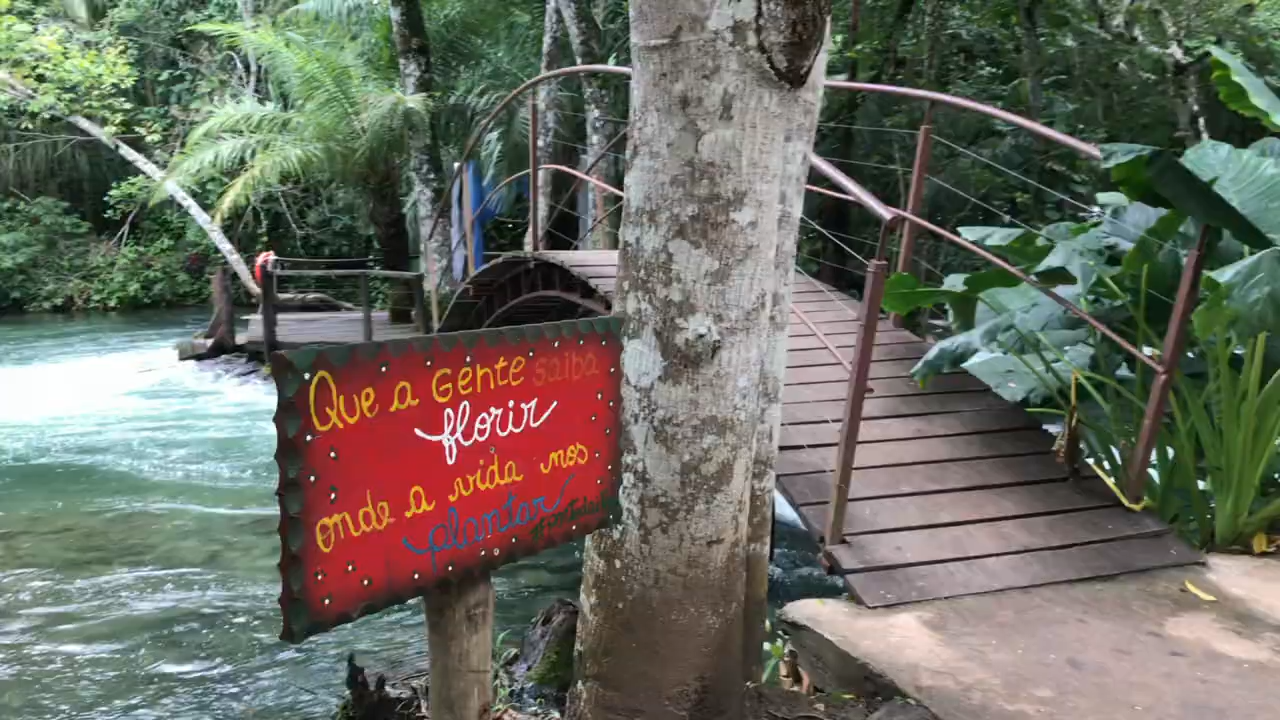 Que a Gente saiba
florir
onde a vida nos
plantar